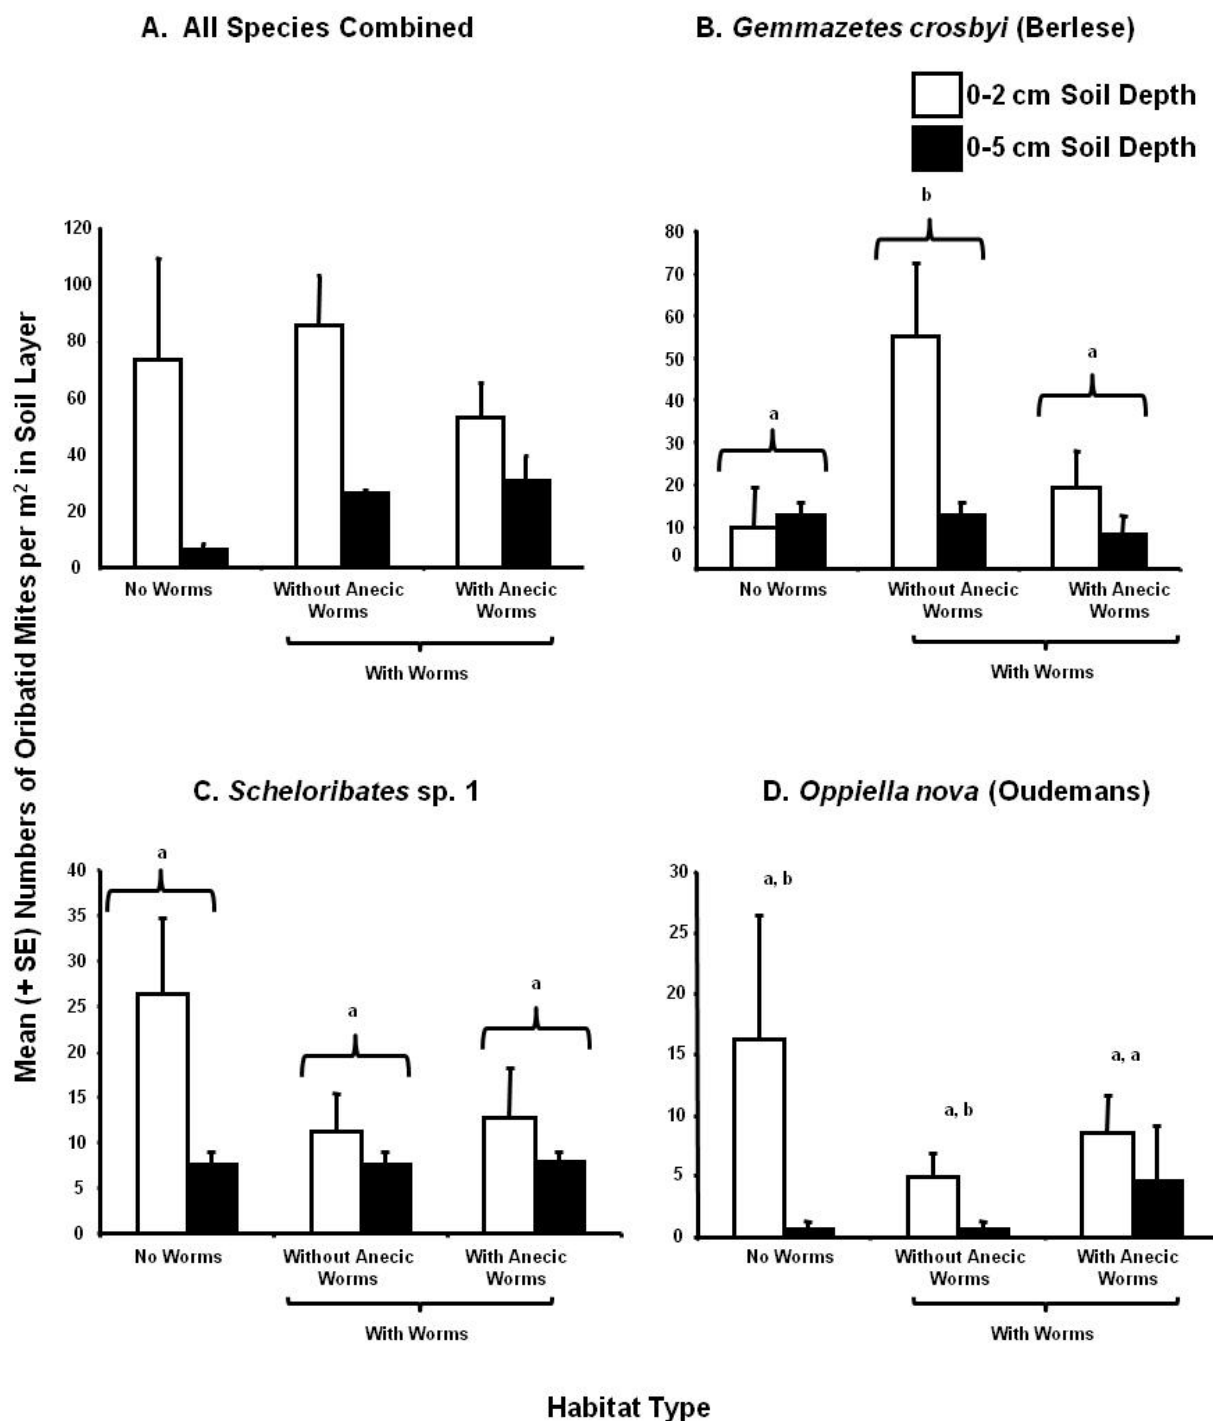 A. All Species Combined
B. Gemmazetes crosbyi (Berlese)
0-2 cm Soil Depth
0-5 cm Soil Depth
Mean (+ SE) Numbers of Oribatid Mites per m² in Soil Layer
120
100
80
60
40
20
0
No Worms
Without Anecic
Worms
With Anecic
Worms
With Worms
80
70
60
50
40
30
20
10
0
a
b
a
No Worms
Without Anecic
Worms
With Anecic
Worms
With Worms
C. Scheloribates sp. 1
40
35
30
25
20
15
10
5
0
a
a
a
No Worms
Without Anecic
Worms
With Anecic
Worms
With Worms
D. Oppiella nova (Oudemans)
30
25
20
15
10
5
0
a, b
a, b
a, a
No Worms
Without Anecic
Worms
With Anecic
Worms
With Worms
Habitat Type